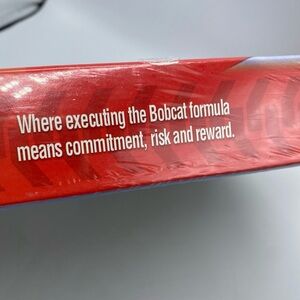 Where executing the Bobcat formula
means commitment, risk and reward.